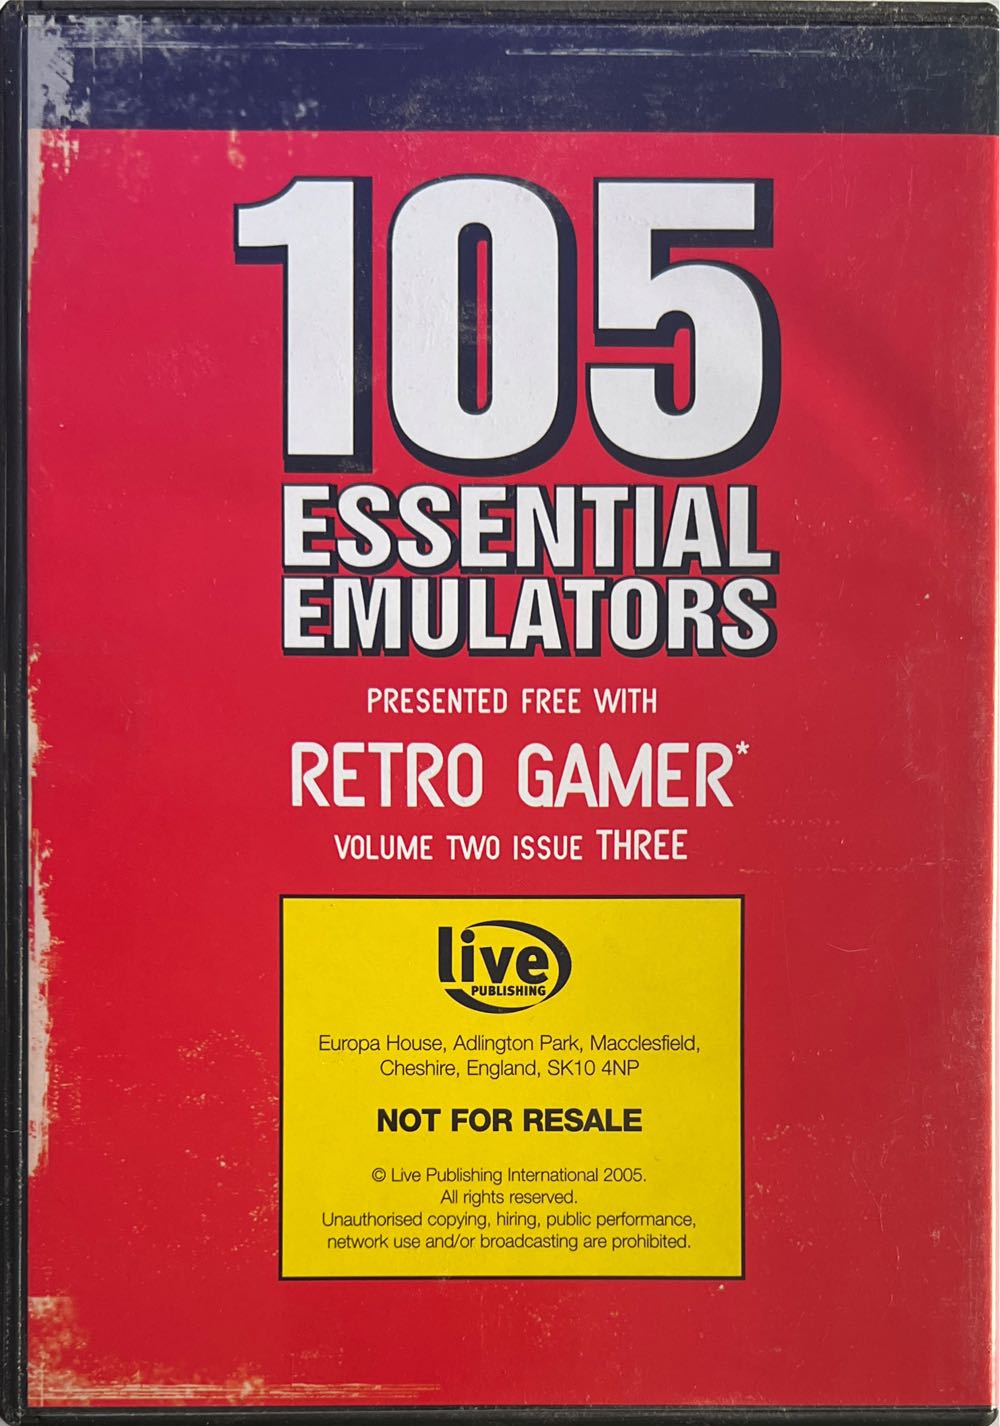 105
ESSENTIAL
EMULATORS
PRESENTED FREE WITH
RETRO GAMER*
VOLUME TWO ISSUE THREE
live
PUBLISHING
Europa House, Adlington Park, Macclesfield,
Cheshire, England, SK10 4NP
NOT FOR RESALE
© Live Publishing International 2005.
All rights reserved.
Unauthorised copying, hiring, public performance,
network use and/or broadcasting are prohibited.